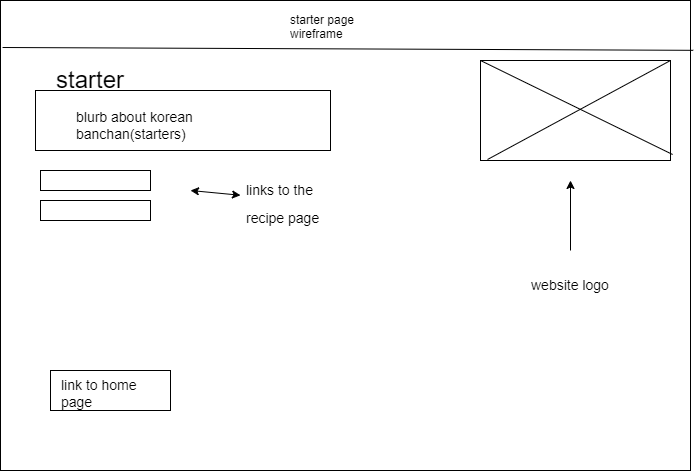 starter page
wireframe
starter
blurb about korean
banchan(starters)
links to the
recipe page
website logo
link to home
page